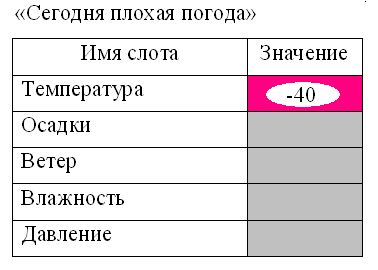 «Сегодня плохая погода»
Имя слота Значение
Температура -40
Осадки
Ветер
Влажность
Давление